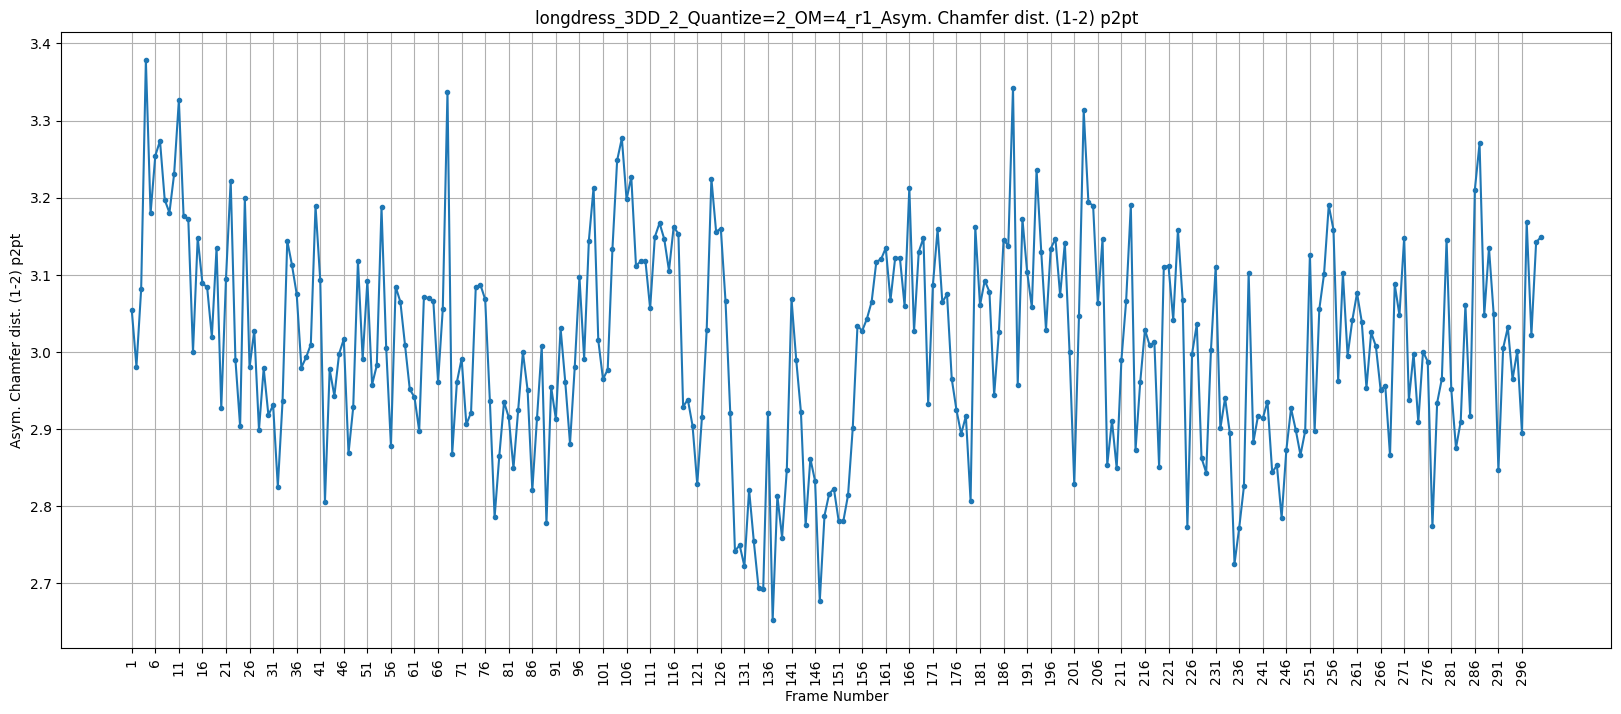 longdress_3DD_2_Quantize=2_OM=4_r1_Asym. Chamfer dist. (1-2) p2pt
Asym. Chamfer dist. (1-2) p2pt
3.4
3.3
3.2
3.1
3.0
2.9
2.8
2.7
1 6 11 16 21 26 31 36 41 46 51 56 61 66 71 76 81 86 91 96 101 106 111 116 121 126 131 136 141 146 151 156 161 166 171 176 181 186 191 196 201 206 211 216 221 226 231 236 241 246 251 256 261 266 271 276 281 286 291 296
Frame Number